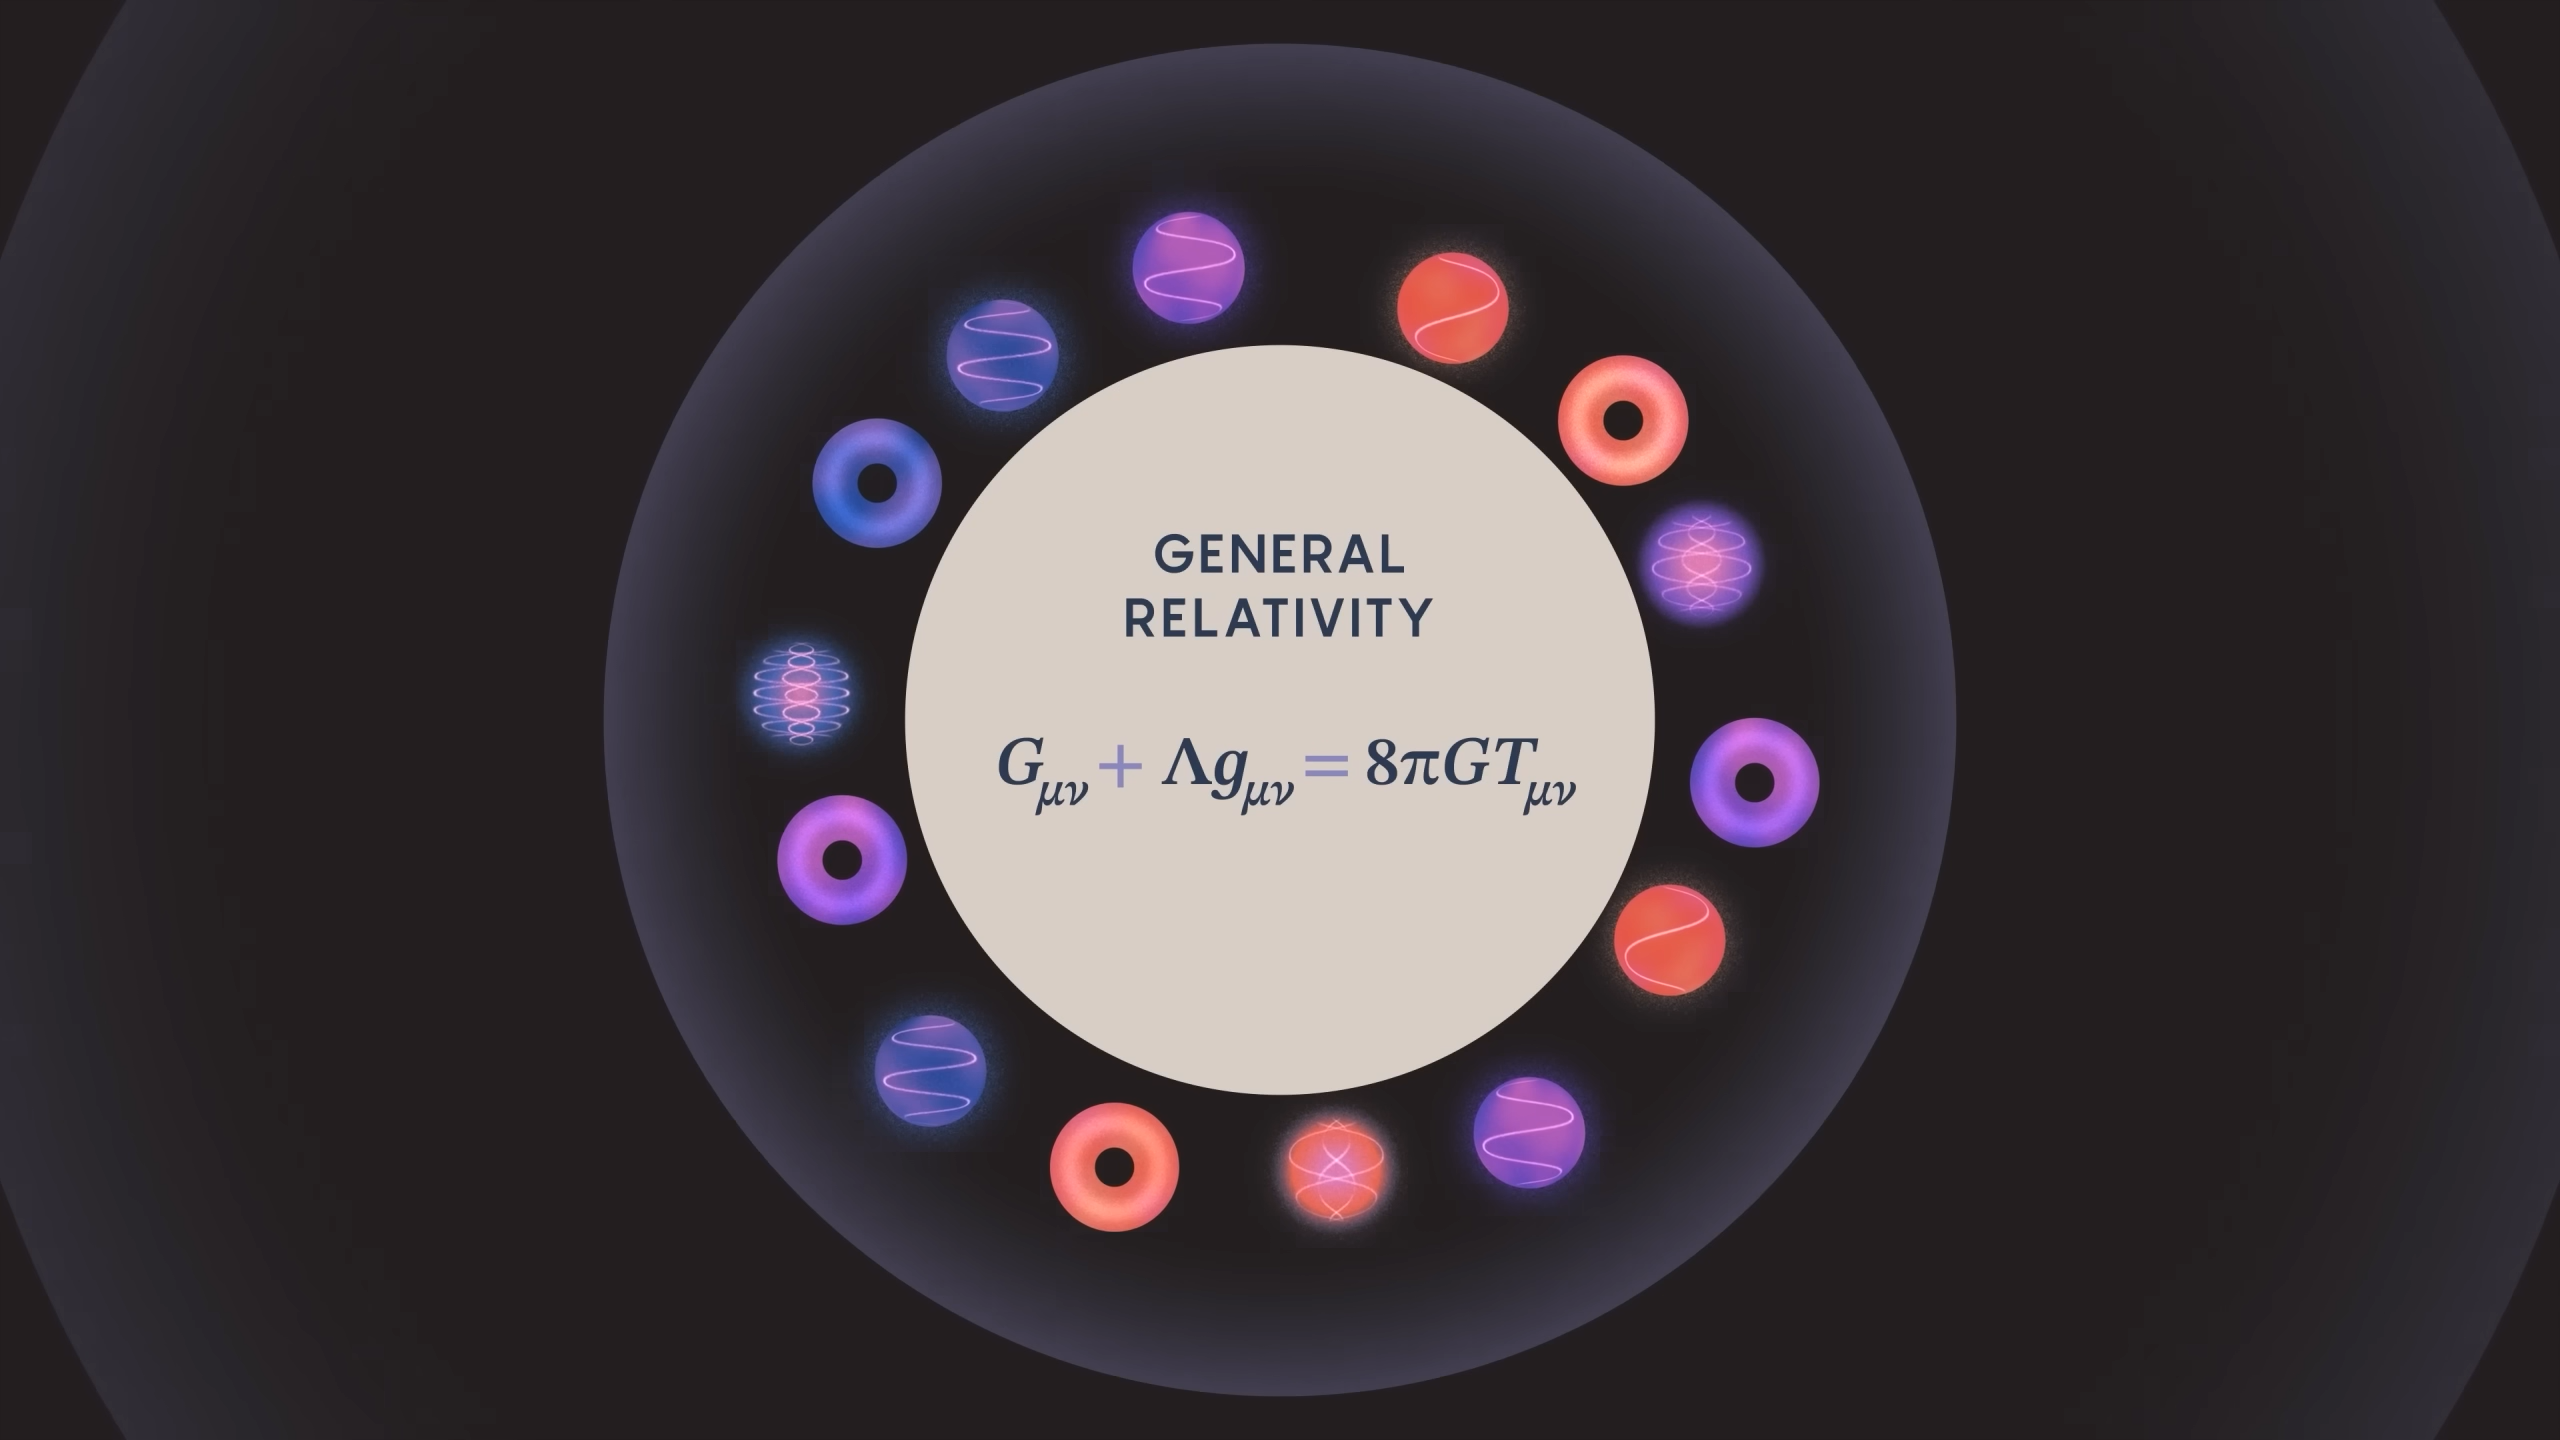 GENERAL
RELATIVITY
G_μν + Λg_μν = 8πGT_μν